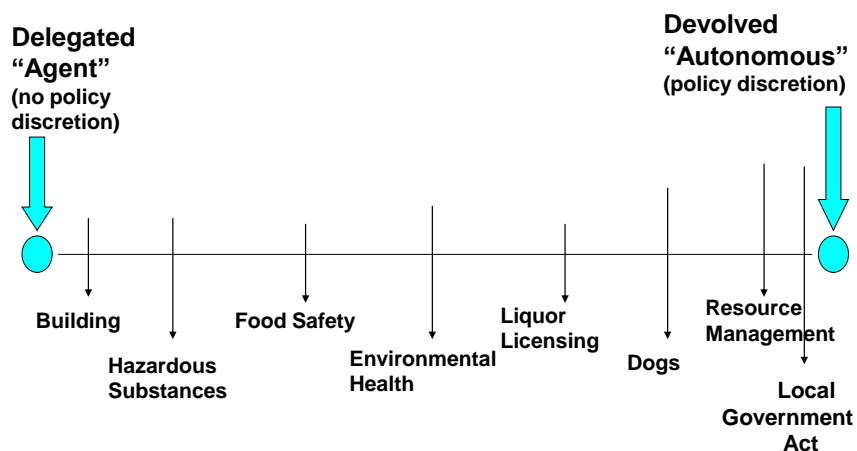 Delegated
“Agent”
(no policy
discretion)
Devolved
“Autonomous”
(policy discretion)
Building
Hazardous
Substances
Food Safety
Environmental
Health
Liquor
Licensing
Dogs
Resource
Management
Local
Government
Act